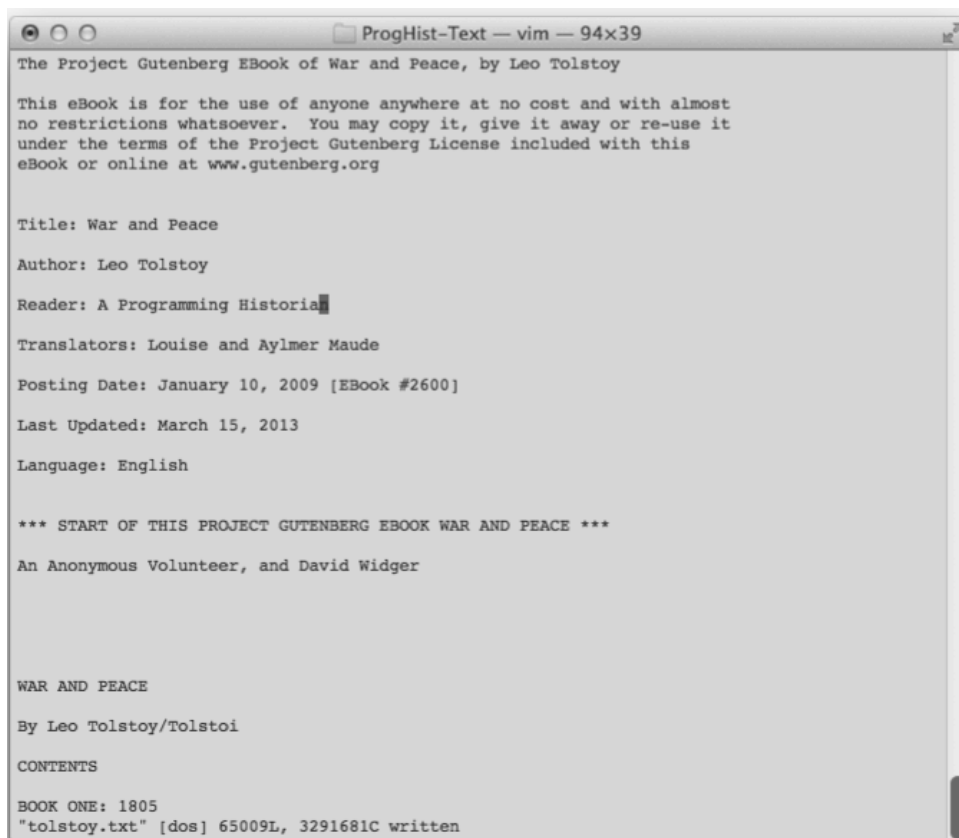 ProgHist-Text — vim — 94×39
The Project Gutenberg EBook of War and Peace, by Leo Tolstoy
This eBook is for the use of anyone anywhere at no cost and with almost
no restrictions whatsoever.  You may copy it, give it away or re-use it
under the terms of the Project Gutenberg License included with this
eBook or online at www.gutenberg.org
Title: War and Peace
Author: Leo Tolstoy
Reader: A Programming Historian
Translators: Louise and Aylmer Maude
Posting Date: January 10, 2009 [EBook #2600]
Last Updated: March 15, 2013
Language: English
*** START OF THIS PROJECT GUTENBERG EBOOK WAR AND PEACE ***
An Anonymous Volunteer, and David Widger
WAR AND PEACE
By Leo Tolstoy/Tolstoi
CONTENTS
BOOK ONE: 1805
"tolstoy.txt" [dos] 65009L, 3291681C written